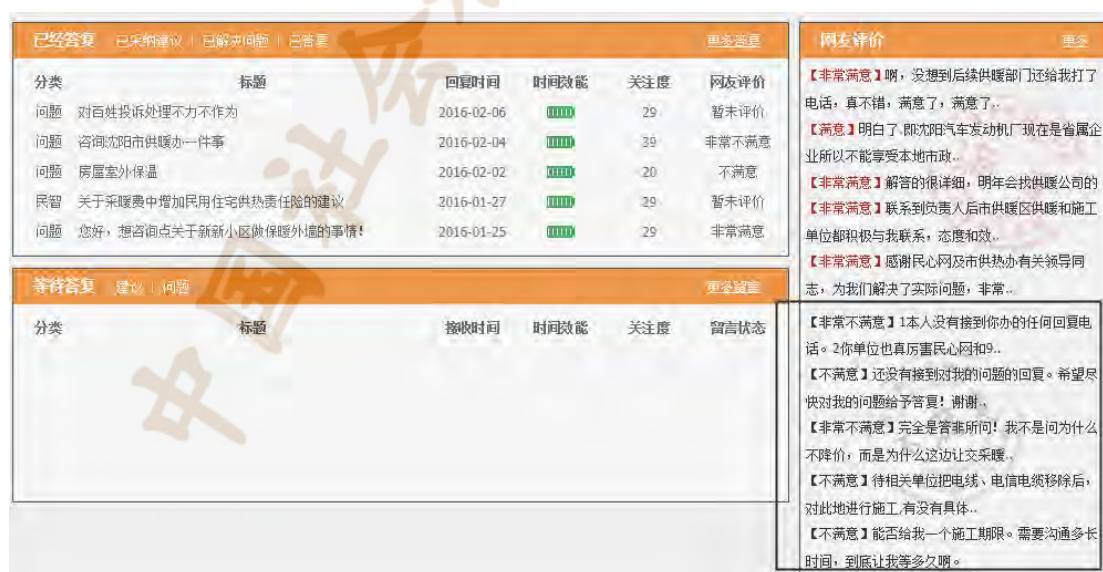 已经答复 已采纳建议 | 已解决问题 | 已答复 更多答复
分类 标题 回复时间 时间效能 关注度 网友评价
问题 对百姓投诉处理不力不作为 2016-02-06 29 暂未评价
问题 咨询沈阳市供暖办一件事 2016-02-04 39 非常不满意
问题 房屋室外保温 2016-02-02 20 不满意
民智 关于采暖费中增加民用住宅供热责任险的建议 2016-01-27 29 暂未评价
问题 您好，想咨询点关于新新小区做保暖外墙的事情！ 2016-01-25 29 非常满意
等待答复 建议 | 问题 更多留言
分类 标题 接收时间 时间效能 关注度 留言状态
网友评价 更多
【非常满意】啊，没想到后续供暖部门还给我打了
电话，真不错，满意了，满意了..
【满意】明白了.即沈阳汽车发动机厂现在是省属企
业所以不能享受本地市政..
【非常满意】解答的很详细，明年会找供暖公司的
【非常满意】联系到负责人后市供暖区供暖和施工
单位都积极与我联系，态度和效..
【非常满意】感谢民心网及市供热办有关领导同
志，为我们解决了实际问题，非常..
【非常不满意】1本人没有接到你办的任何回复电
话。2你单位也真厉害民心网和9..
【不满意】还没有接到对我的问题的回复。希望尽
快对我的问题给予答复！谢谢..
【非常不满意】完全是答非所问！我不是问为什么
不降价，而是为什么这边让交采暖..
【不满意】待相关单位把电线、电信电缆移除后，
对此地进行施工,有没有具体..
【不满意】能否给我一个施工期限。需要沟通多长
时间，到底让我等多久啊。
中国社会